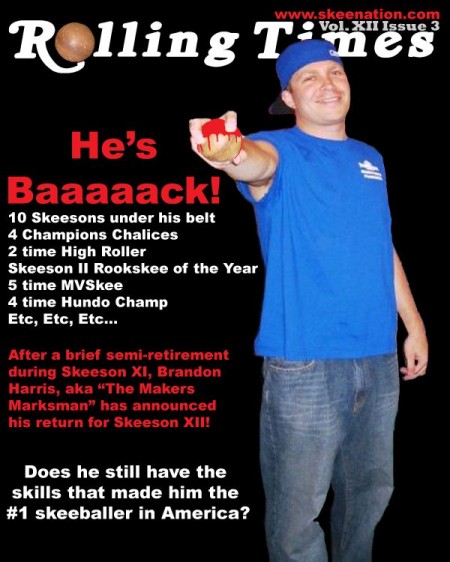 www.skeenation.com
Rolling Times
Vol. XII Issue 3
He's
Baaaaack!
10 Skeesons under his belt
4 Champions Chalices
2 time High Roller
Skeeson II Rookskee of the Year
5 time MVSkee
4 time Hundo Champ
Etc, Etc, Etc...
After a brief semi-retirement
during Skeeson XI, Brandon
Harris, aka “The Makers
Marksman” has announced
his return for Skeeson XII!
Does he still have the
skills that made him the
#1 skeeballer in America?